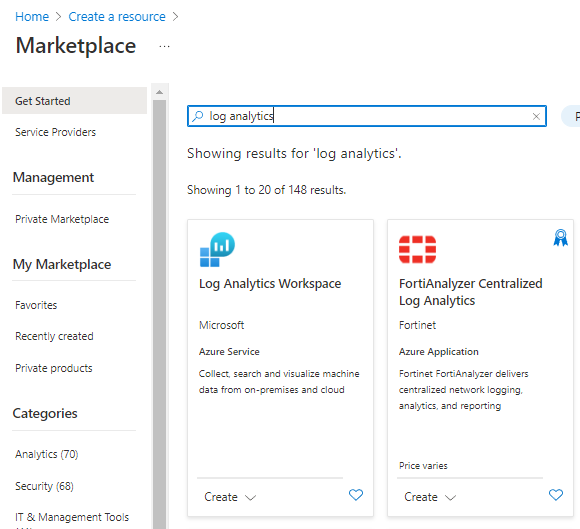 Home > Create a resource >
Marketplace ...
Get Started
Service Providers
Management
Private Marketplace
My Marketplace
Favorites
Recently created
Private products
Categories
Analytics (70)
Security (68)
IT & Management Tools
log analytics
Showing results for 'log analytics'.
Showing 1 to 20 of 148 results.
Log Analytics Workspace
Microsoft
Azure Service
Collect, search and visualize machine
data from on-premises and cloud
Create
FortiAnalyzer Centralized
Log Analytics
Fortinet
Azure Application
Fortinet FortiAnalyzer delivers
centralized network logging,
analytics, and reporting
Price varies
Create